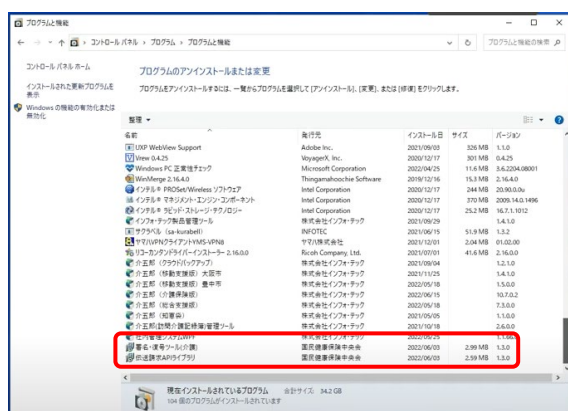 プログラムと機能
コントロール パネル › プログラム › プログラムと機能
プログラムと機能の検索
コントロール パネル ホーム
インストールされた更新プログラムを表示
Windows の機能の有効化または無効化
プログラムのアンインストールまたは変更
プログラムをアンインストールするには、一覧からプログラムを選択して [アンインストール]、[変更]、または [修復] をクリックします。
整理
名前 発行元 インストール日 サイズ バージョン
UXP WebView Support Adobe Inc. 2021/09/03 326 MB 1.1.0
Vrew 0.4.25 VoyagerX, Inc. 2020/12/17 301 MB 0.4.25
Windows PC 正常性チェック Microsoft Corporation 2022/04/25 11.6 MB 3.6.2204.08001
WinMerge 2.16.4.0 Thingamahoochie Software 2019/12/16 15.3 MB 2.16.4.0
インテル® PROSet/Wireless ソフトウェア Intel Corporation 2020/12/17 244 MB 20.90.0.0u
インテル® マネジメント・エンジン・コンポーネント Intel Corporation 2020/12/17 370 MB 2009.14.0.1496
インテル® ラピッド・ストレージ・テクノロジー Intel Corporation 2020/12/17 25.2 MB 16.7.1.1012
インフォ・テック製品管理ツール 株式会社インフォ・テック 2021/09/29 1.4.1.0
サクラベル (sa-kurabell) INFOTEC 2021/06/15 51.9 MB 1.3.2
ヤマハVPNクライアントYMS-VPN8 ヤマハ株式会社 2021/12/01 2.04 MB 01.02.00
リコーカンタンドライバーインストーラー 2.16.0.0 Ricoh Company, Ltd. 2021/07/01 41.6 MB 2.16.0.0
介五郎 (クラウドバックアップ) 株式会社インフォ・テック 2021/09/04 1.2.1.0
介五郎 (移動支援版) 大阪市 株式会社インフォ・テック 2021/11/25 1.4.1.0
介五郎 (移動支援版) 豊中市 株式会社インフォ・テック 2022/05/18 1.5.0.0
介五郎 (介護保険版) 株式会社インフォ・テック 2022/06/15 10.7.0.2
介五郎 (総合支援版) 株式会社インフォ・テック 2022/05/18 7.3.0.0
介五郎 (知恵袋) 株式会社インフォ・テック 2021/05/05 1.1.0.0
介五郎(訪問介護記録簿)管理ツール 株式会社インフォ・テック 2021/10/18 2.6.0.0
社内管理システムWPF 株式会社インフォ・テック 2022/05/25
署名・復号ツール(介護) 国民健康保険中央会 2022/06/03 2.99 MB 1.3.0
伝送請求APIライブラリ 国民健康保険中央会 2022/06/03 2.59 MB 1.3.0
現在インストールされているプログラム 合計サイズ: 34.2 GB
104 個のプログラムがインストールされています